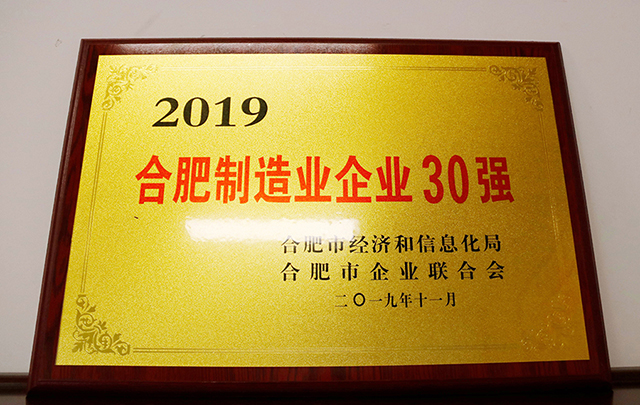 2019
合肥制造业企业30强
合肥市经济和信息化局
合肥市企业联合会
二〇一九年十一月